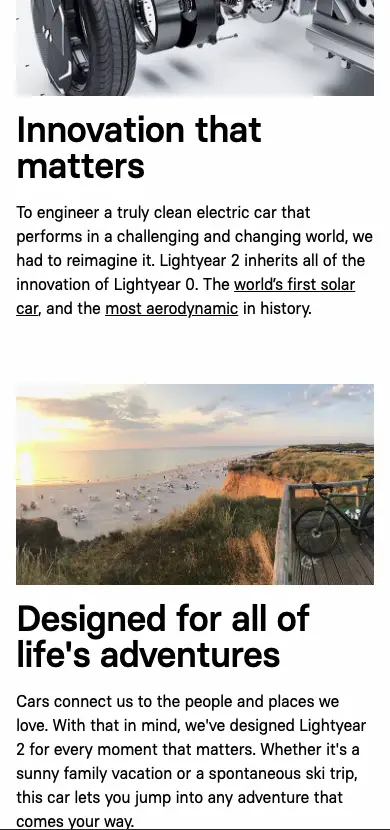 Innovation that
matters
To engineer a truly clean electric car that
performs in a challenging and changing world, we
had to reimagine it. Lightyear 2 inherits all of the
innovation of Lightyear 0. The world’s first solar
car, and the most aerodynamic in history.
Designed for all of
life's adventures
Cars connect us to the people and places we
love. With that in mind, we've designed Lightyear
2 for every moment that matters. Whether it's a
sunny family vacation or a spontaneous ski trip,
this car lets you jump into any adventure that
comes your way.